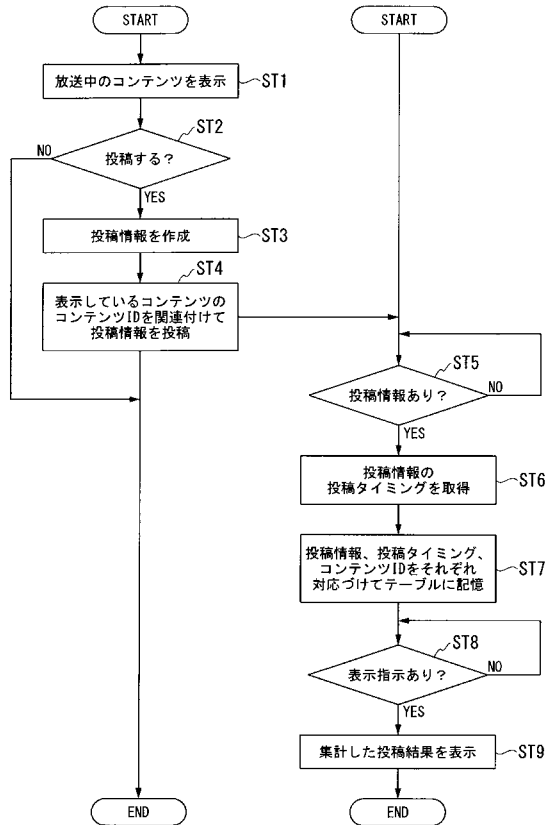 START
放送中のコンテンツを表示
ST1
ST2
投稿する？
NO
YES
投稿情報を作成
ST3
ST4
表示しているコンテンツの
コンテンツIDを関連付けて
投稿情報を投稿
END
START
ST5
投稿情報あり？
NO
YES
投稿情報の
投稿タイミングを取得
ST6
投稿情報、投稿タイミング、
コンテンツIDをそれぞれ
対応づけてテーブルに記憶
ST7
ST8
表示指示あり？
NO
YES
集計した投稿結果を表示
ST9
END